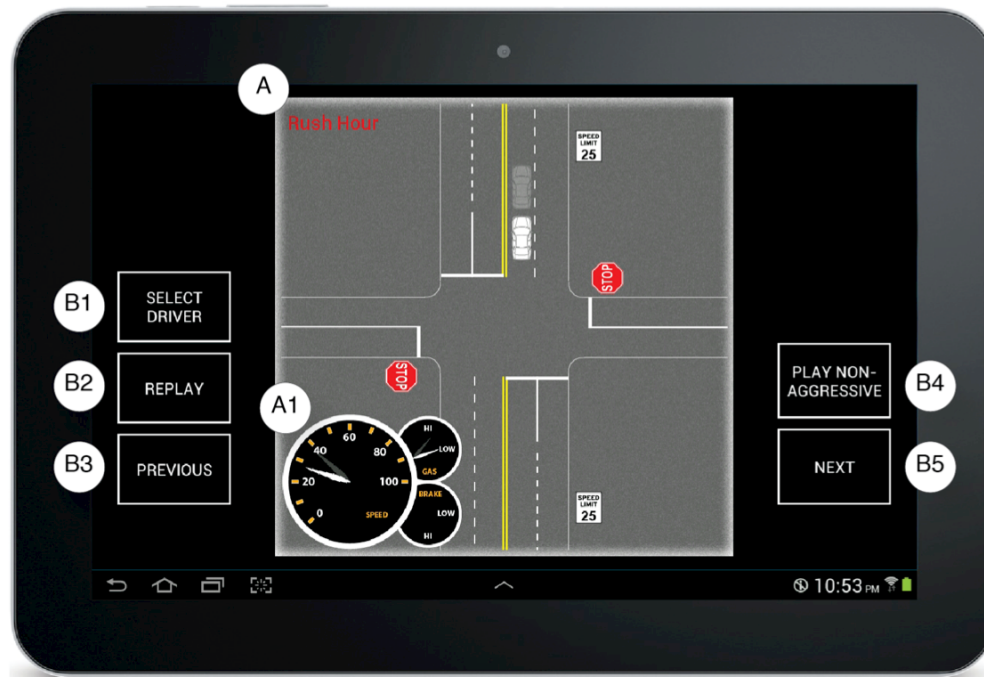 A
Rush Hour
SPEED
LIMIT
25
STOP
B1
SELECT
DRIVER
B2
REPLAY
B3
PREVIOUS
STOP
A1
60
40
80
20
100
0
SPEED
HI
LOW
GAS
BRAKE
LOW
HI
SPEED
LIMIT
25
PLAY NON-
AGGRESSIVE
B4
NEXT
B5
10:53 PM